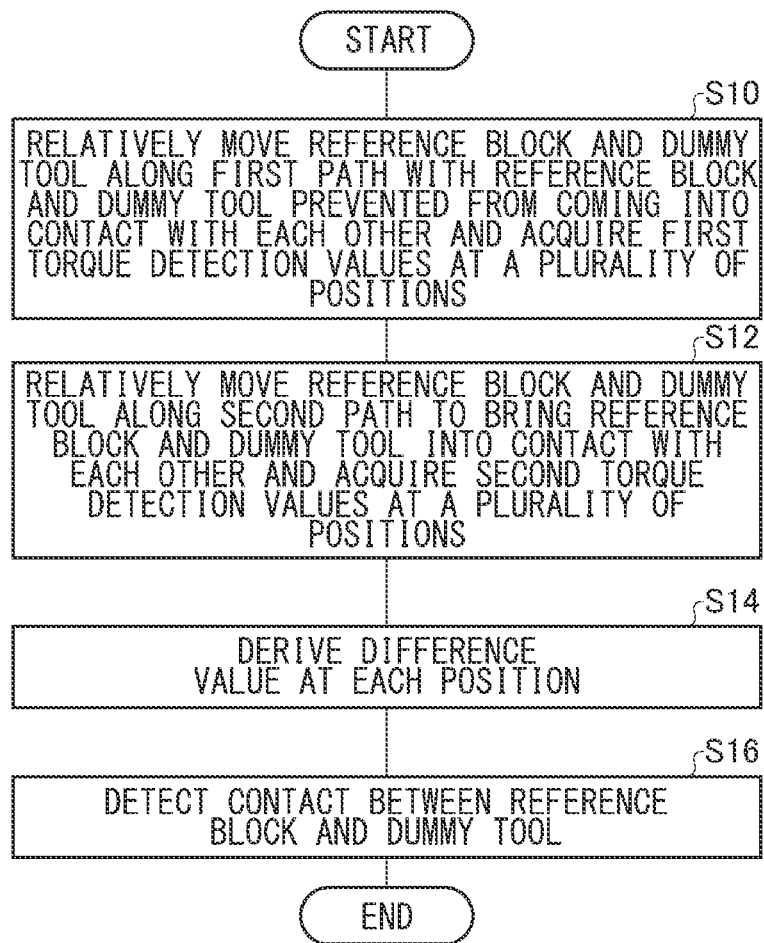 START
S10
RELATIVELY MOVE REFERENCE BLOCK AND DUMMY
TOOL ALONG FIRST PATH WITH REFERENCE BLOCK
AND DUMMY TOOL PREVENTED FROM COMING INTO
CONTACT WITH EACH OTHER AND ACQUIRE FIRST
TORQUE DETECTION VALUES AT A PLURALITY OF
POSITIONS
S12
RELATIVELY MOVE REFERENCE BLOCK AND DUMMY
TOOL ALONG SECOND PATH TO BRING REFERENCE
BLOCK AND DUMMY TOOL INTO CONTACT WITH
EACH OTHER AND ACQUIRE SECOND TORQUE
DETECTION VALUES AT A PLURALITY OF
POSITIONS
S14
DERIVE DIFFERENCE
VALUE AT EACH POSITION
S16
DETECT CONTACT BETWEEN REFERENCE
BLOCK AND DUMMY TOOL
END